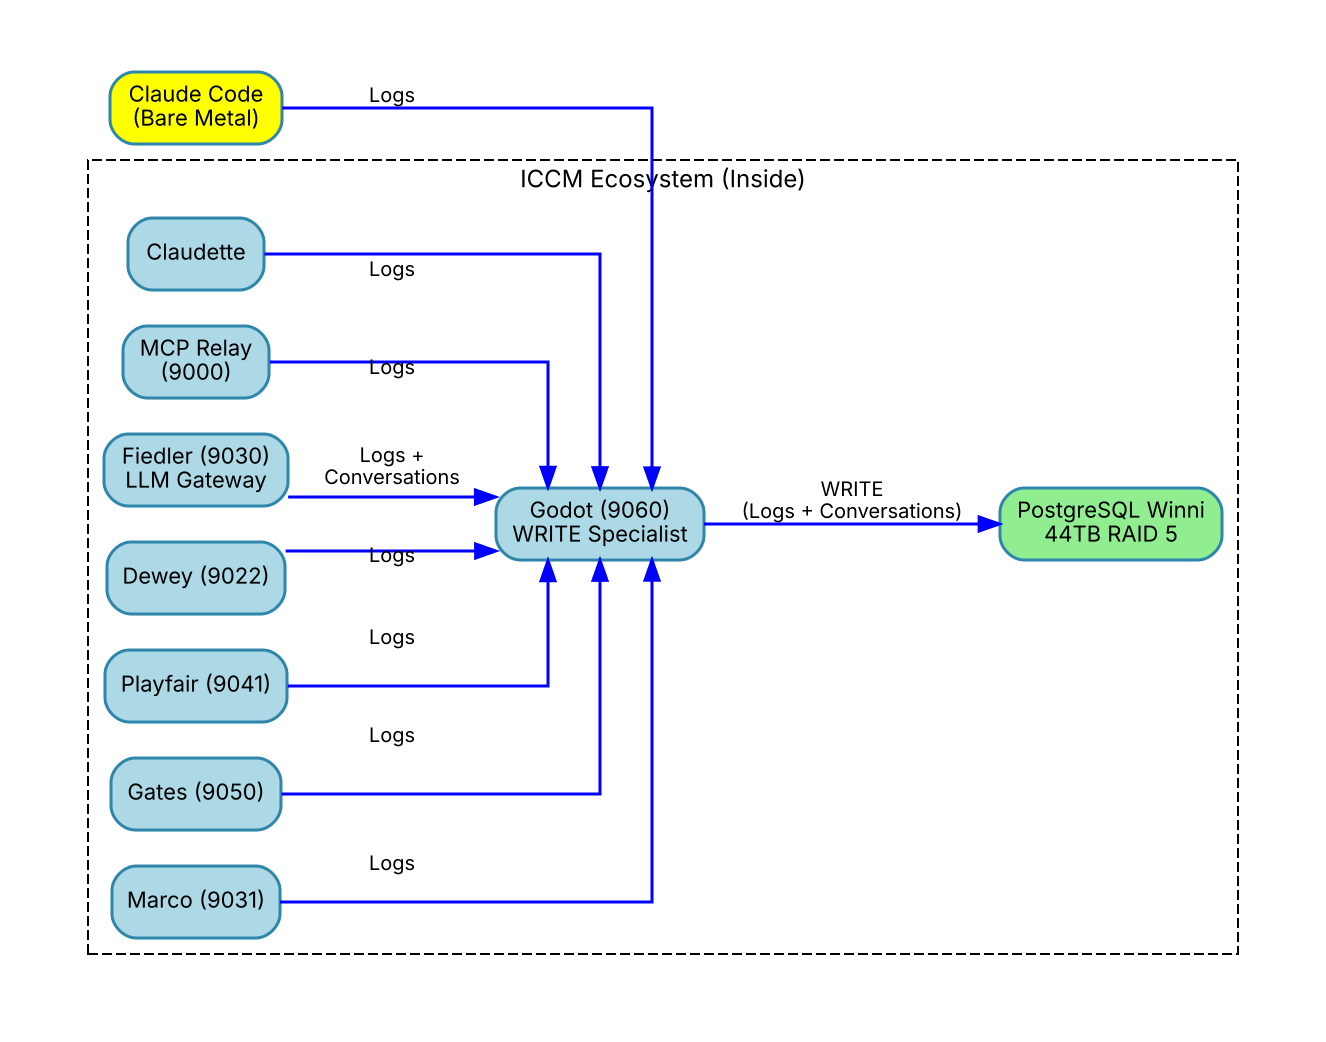 Claude Code
(Bare Metal)
Logs
ICCM Ecosystem (Inside)
Claudette
Logs
MCP Relay
(9000)
Logs
Fiedler (9030)
LLM Gateway
Logs +
Conversations
Godot (9060)
WRITE Specialist
WRITE
(Logs + Conversations)
PostgreSQL Winni
44TB RAID 5
Dewey (9022)
Logs
Logs
Playfair (9041)
Logs
Gates (9050)
Logs
Marco (9031)